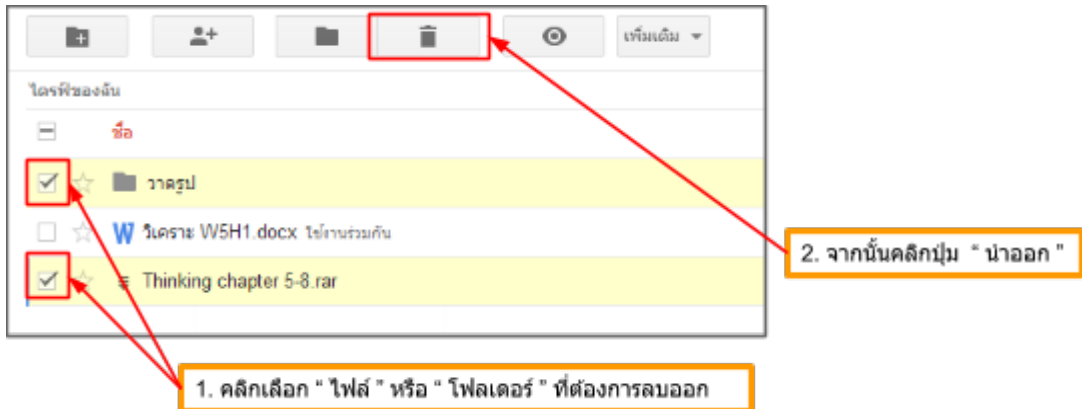 เพิ่มเติม
ไดรฟ์ของฉัน
ชื่อ
วาดรูป
วิเคราะ W5H1.docx ใช้งานร่วมกัน
Thinking chapter 5-8.rar
2. จากนั้นคลิกปุ่ม “ นำออก ”
1. คลิกเลือก “ ไฟล์ ” หรือ “ โฟลเดอร์ ” ที่ต้องการลบออก